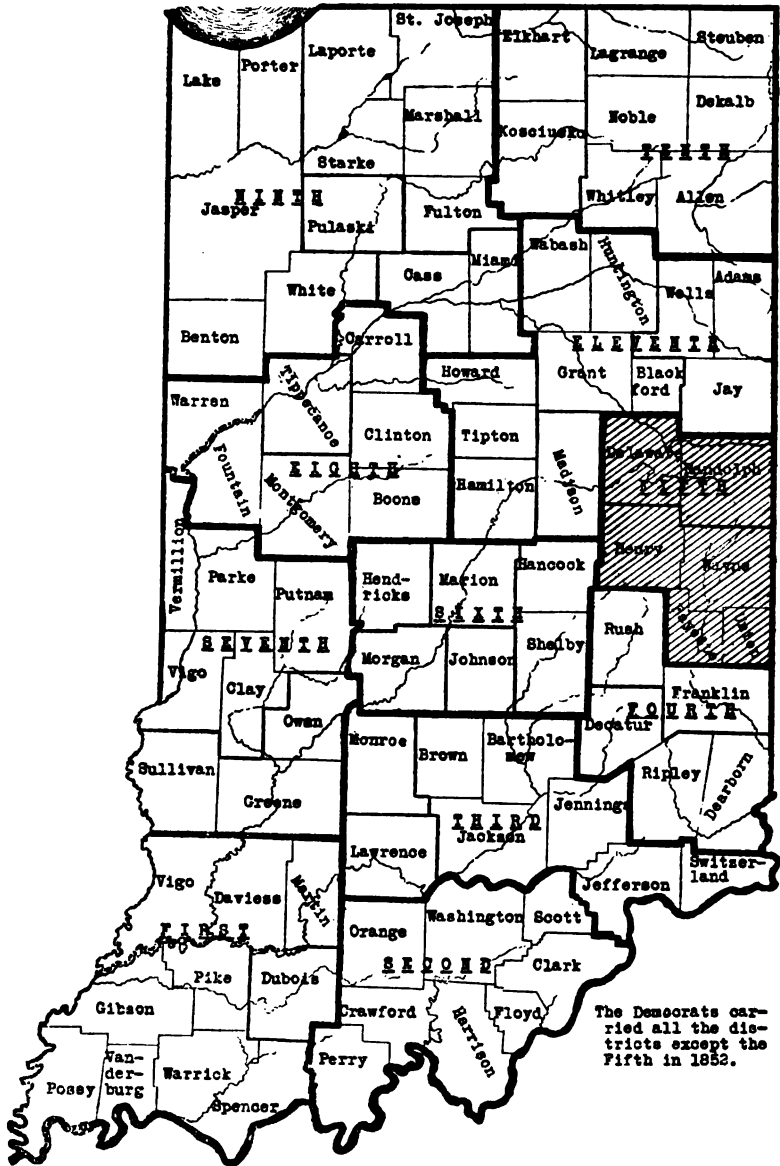 St. Joseph
Elkhart
Lagrange
Steuben
Laporte
Porter
Lake
Marshall
Noble
Dekalb
Kosciusko
Starke
TENTH
NINTH
Jasper
Whitley
Allen
Pulaski
Fulton
Wabash
Huntington
Miami
Cass
White
Wells
Adams
Benton
Carroll
ELEVENTH
Howard
Grant
Black
ford
Jay
Warren
Tippecanoe
Clinton
Tipton
Madison
Delaware
Randolph
FIFTH
Fountain
EIGHTH
Montgomery
Boone
Hamilton
Vermillion
Henry
Wayne
Parke
Putnam
Hend-
ricks
Marion
Hancock
SIXTH
Rush
Fayette
Union
SEVENTH
Vigo
Morgan
Johnson
Shelby
Clay
Owen
Franklin
FOURTH
Decatur
Monroe
Brown
Bartholo-
mew
Sullivan
Ripley
Dearborn
Greene
Jennings
THIRD
Jackson
Lawrence
Switzer-
land
Jefferson
Vigo
Daviess
Martin
FIRST
Orange
Washington
Scott
SECOND
Clark
Pike
Dubois
Gibson
Crawford
Harrison
Floyd
Perry
Van-
der-
burg
Posey
Warrick
Spencer
The Democrats car-
ried all the dis-
tricts except the
Fifth in 1852.